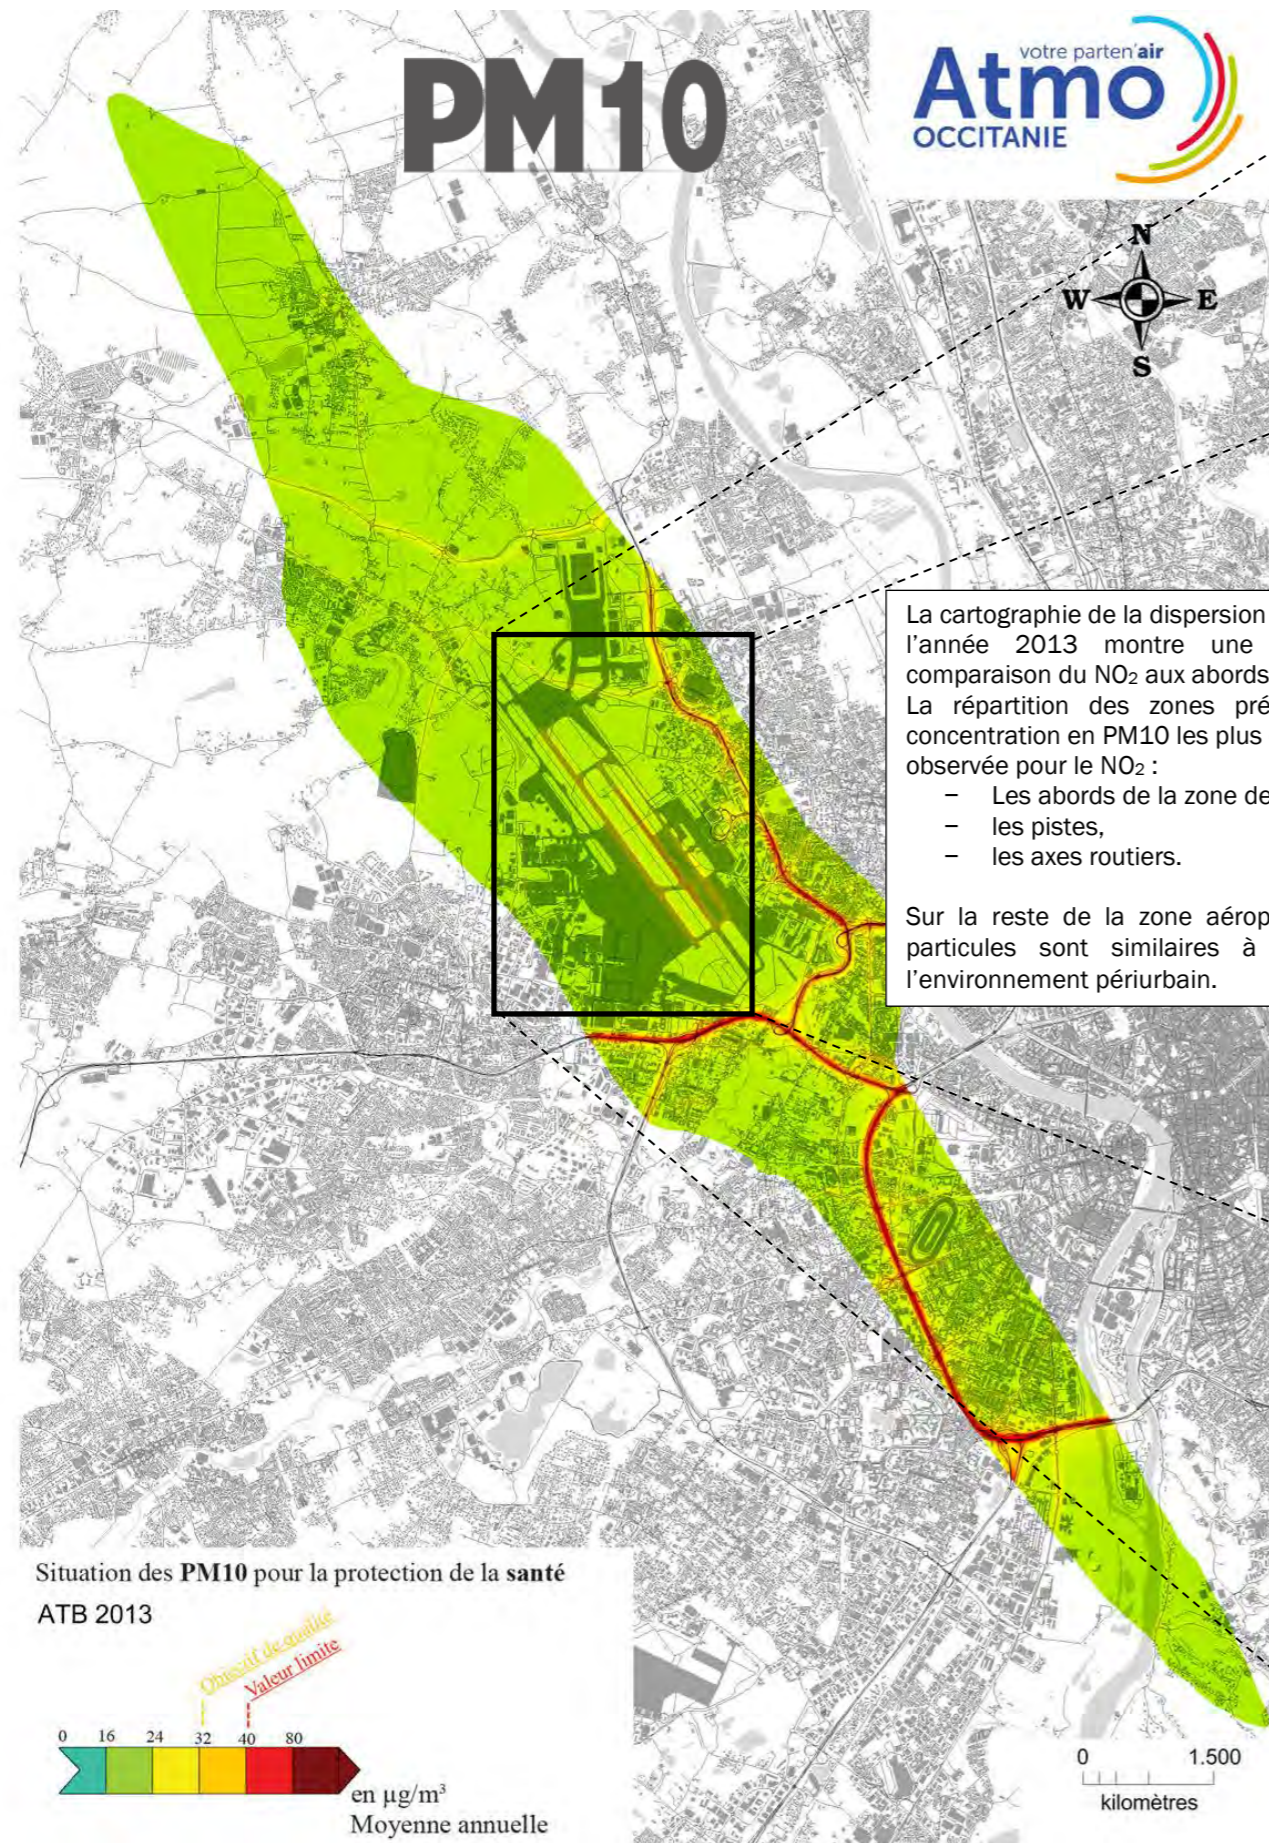 PM10
votre parten'air
Atmo
OCCITANIE
N
W E
S
La cartographie de la dispersion
l'année 2013 montre une
comparaison du NO₂ aux abords
La répartition des zones pré
concentration en PM10 les plus
observée pour le NO₂ :
− Les abords de la zone de
− les pistes,
− les axes routiers.
Sur la reste de la zone aérop
particules sont similaires à
l'environnement périurbain.
Situation des PM10 pour la protection de la santé
ATB 2013
Objectif de qualité
Valeur limite
0 16 24 32 40 80
en µg/m³
Moyenne annuelle
0 1.500
kilomètres